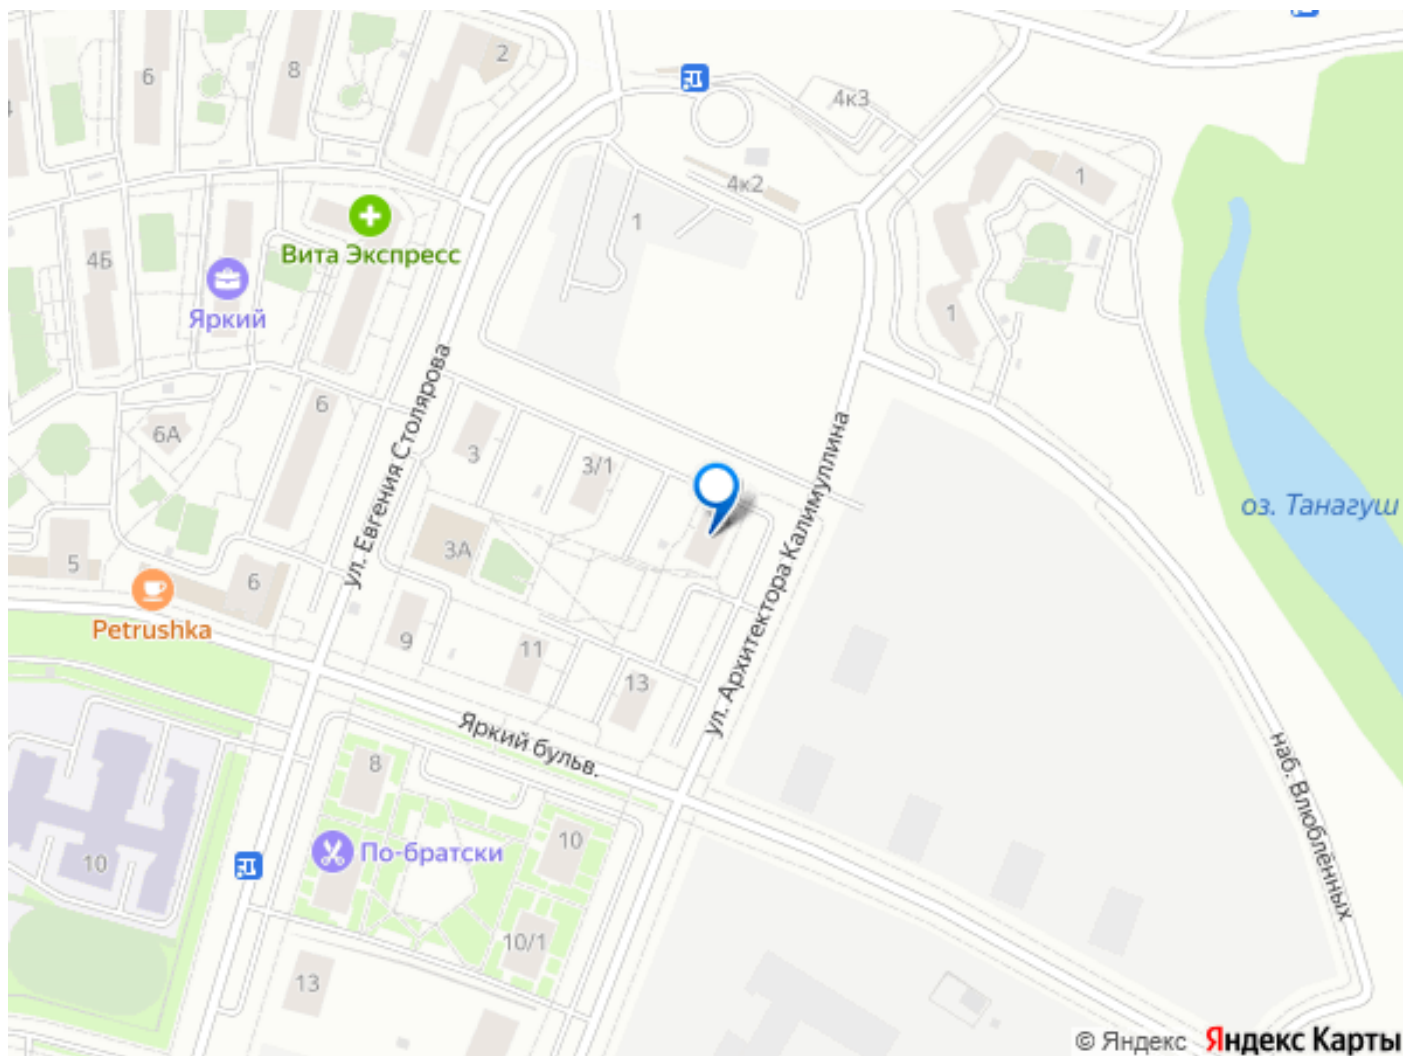 2
6
8
4
4к3
4к2
1
1
1
Вита Экспресс
4Б
Яркий
ул. Евгения Столярова
6
6А
3
3/1
ул. Архитектора Калимуллина
оз. Танагуш
3А
5
6
Petrushka
9
11
13
Яркий бульв.
наб. Влюблённых
8
10
По-братски
10
10/1
13
© Яндекс Яндекс Карты